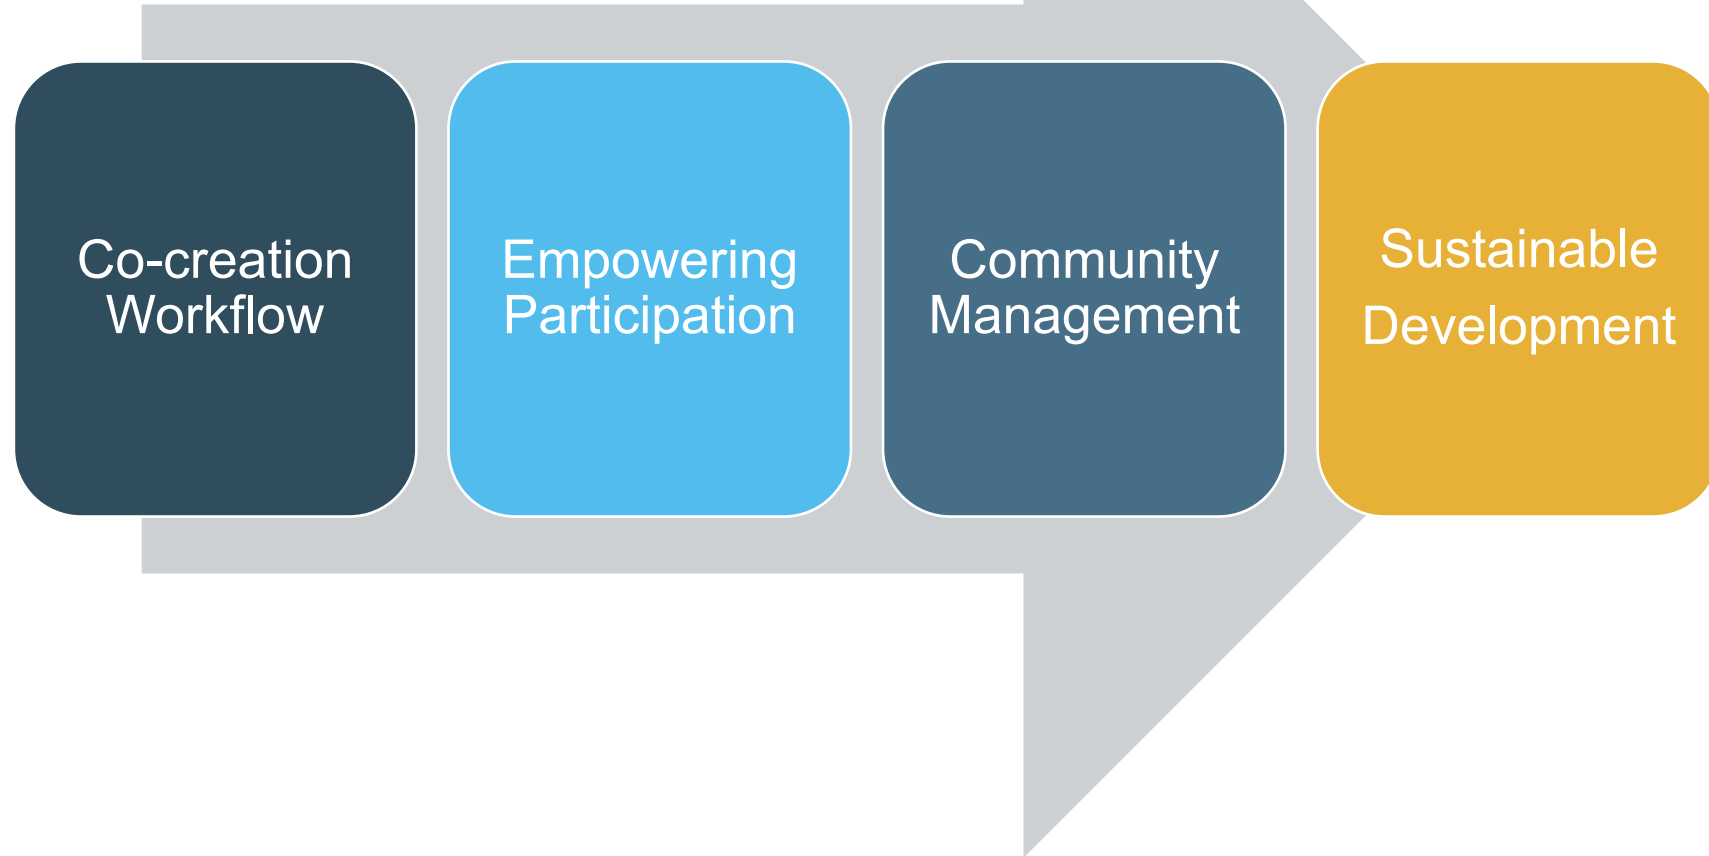 Co-creation
Workflow
Empowering
Participation
Community
Management
Sustainable
Development